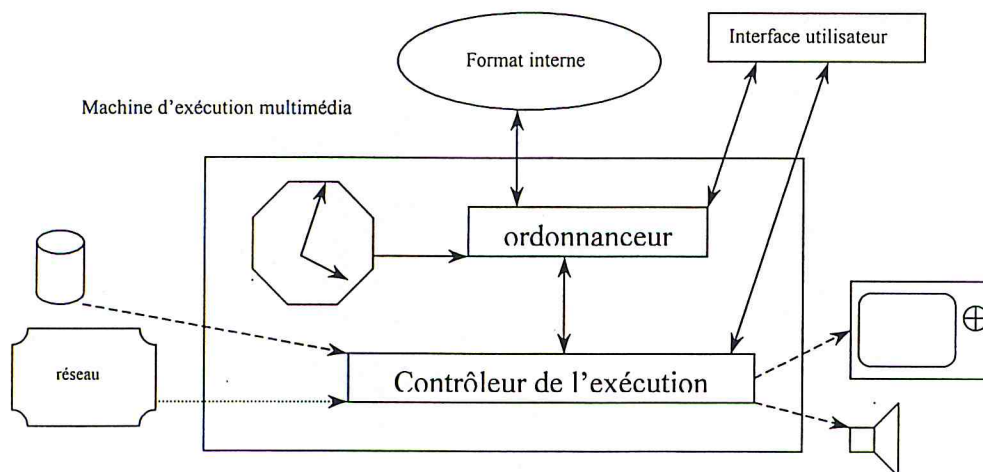 Interface utilisateur
Format interne
Machine d'exécution multimédia
ordonnanceur
réseau
Contrôleur de l'exécution